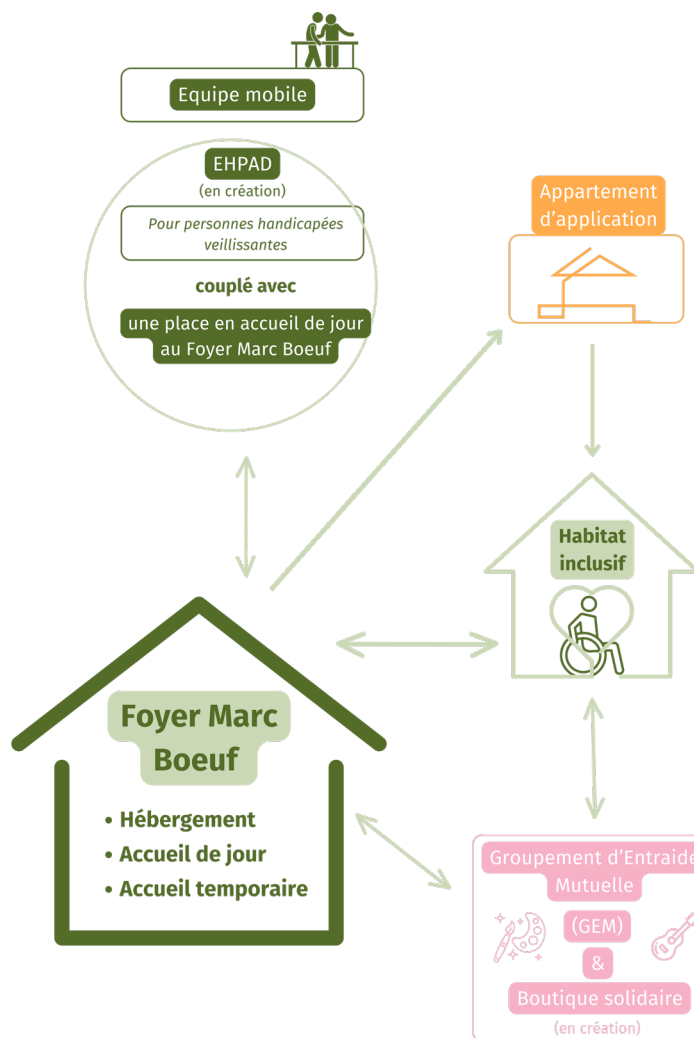 Equipe mobile
EHPAD
(en création)
Pour personnes handicapées
veillissantes
couplé avec
une place en accueil de jour
au Foyer Marc Boeuf
Appartement
d'application
Habitat
inclusif
Foyer Marc
Boeuf
• Hébergement
• Accueil de jour
• Accueil temporaire
Groupement d'Entraide
Mutuelle
(GEM)
&
Boutique solidaire
(en création)